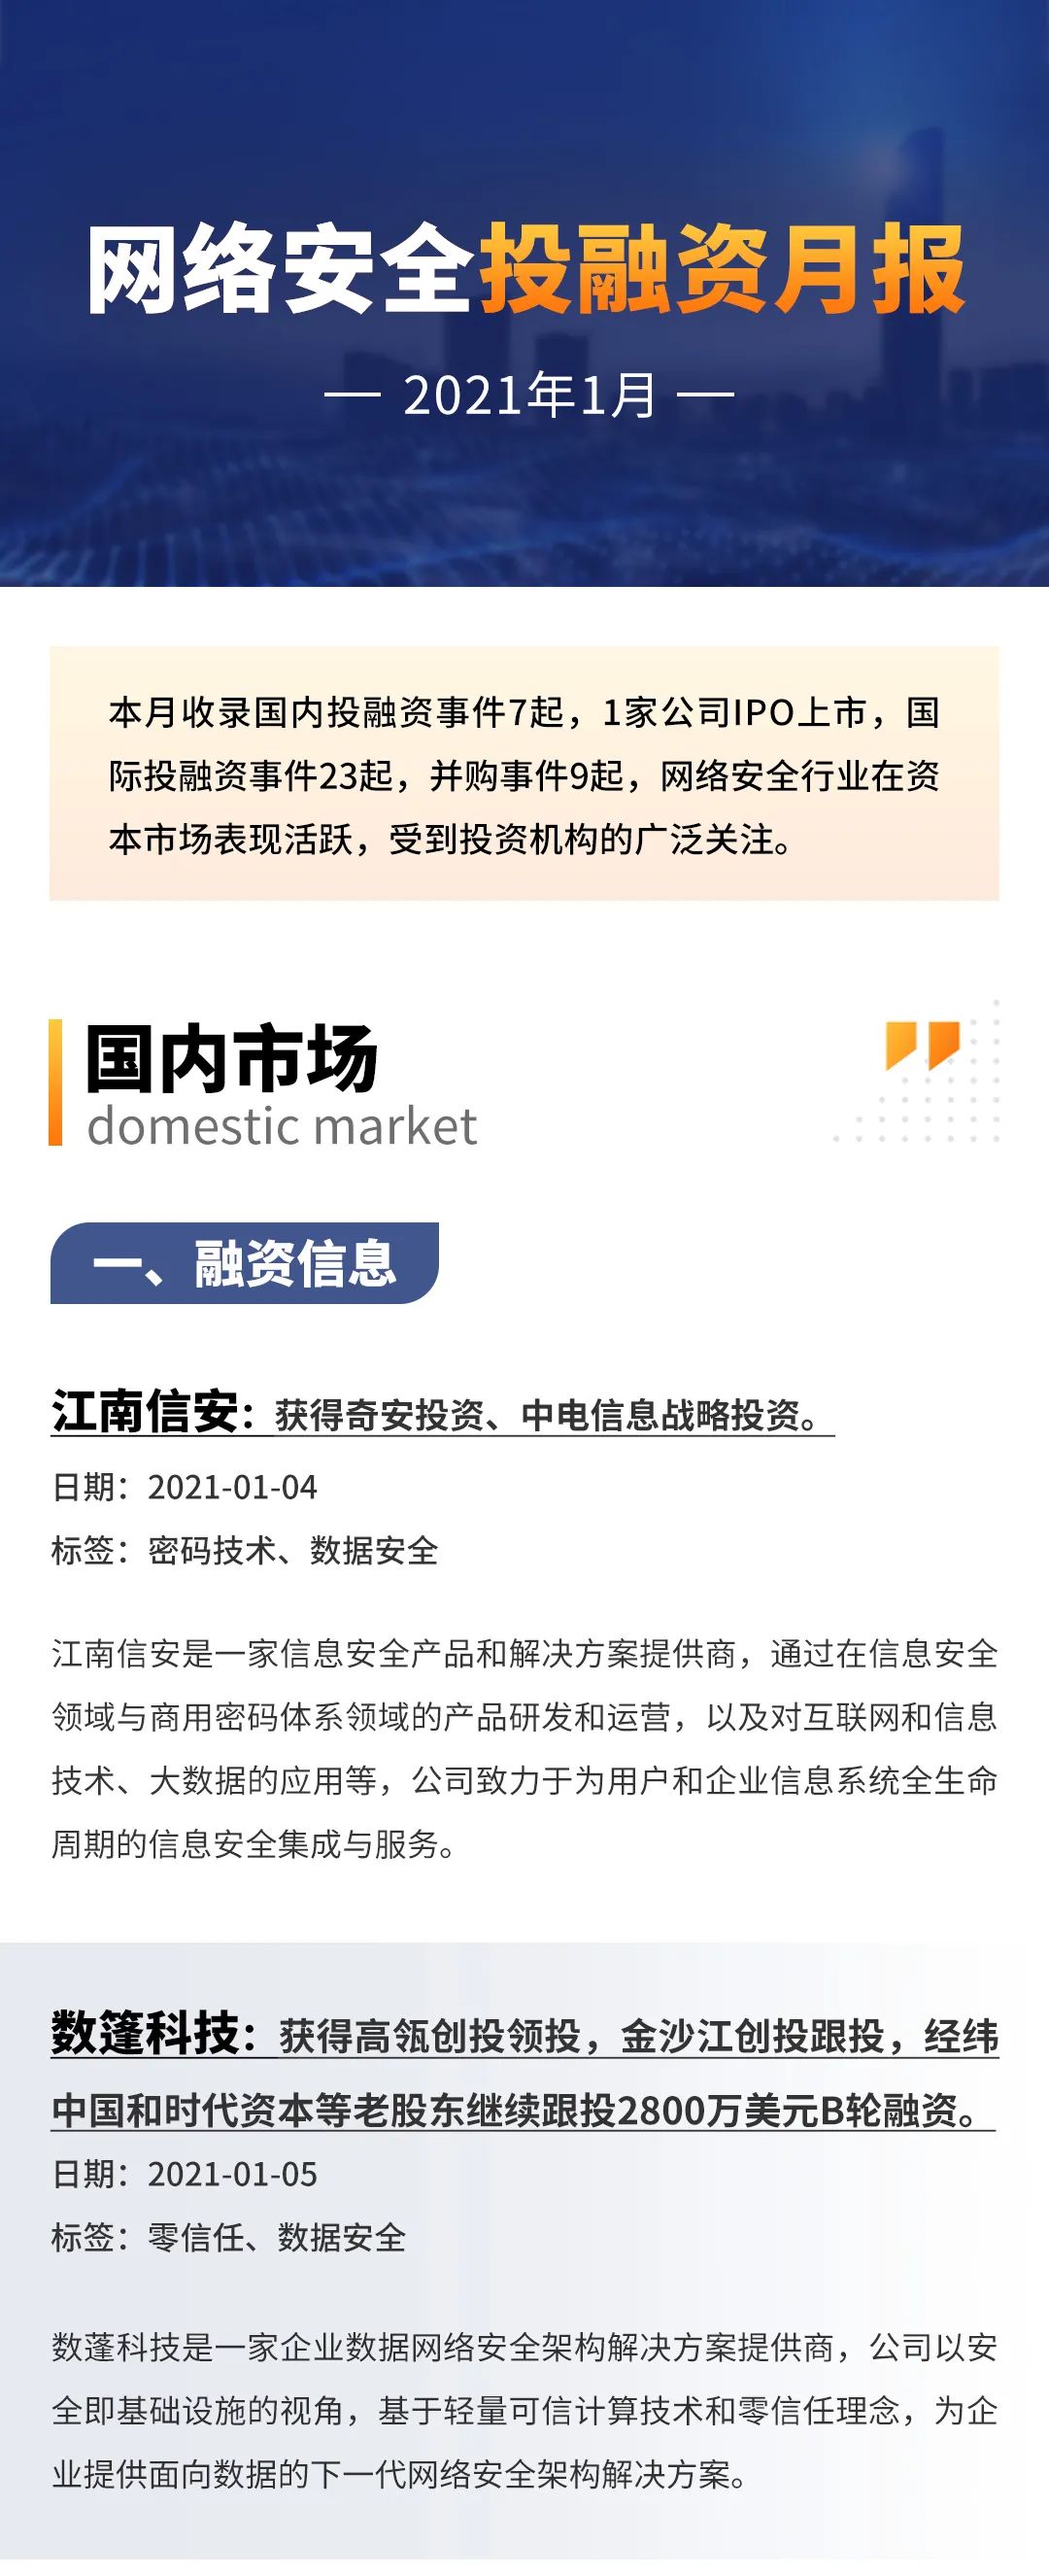 网络安全投融资月报
— 2021年1月 —
本月收录国内投融资事件7起，1家公司IPO上市，国
际投融资事件23起，并购事件9起，网络安全行业在资
本市场表现活跃，受到投资机构的广泛关注。
国内市场
domestic market
一、融资信息
江南信安：获得奇安投资、中电信息战略投资。
日期：2021-01-04
标签：密码技术、数据安全
江南信安是一家信息安全产品和解决方案提供商，通过在信息安全
领域与商用密码体系领域的产品研发和运营，以及对互联网和信息
技术、大数据的应用等，公司致力于为用户和企业信息系统全生命
周期的信息安全集成与服务。
数篷科技：获得高瓴创投领投，金沙江创投跟投，经纬
中国和时代资本等老股东继续跟投2800万美元B轮融资。
日期：2021-01-05
标签：零信任、数据安全
数蓬科技是一家企业数据网络安全架构解决方案提供商，公司以安
全即基础设施的视角，基于轻量可信计算技术和零信任理念，为企
业提供面向数据的下一代网络安全架构解决方案。